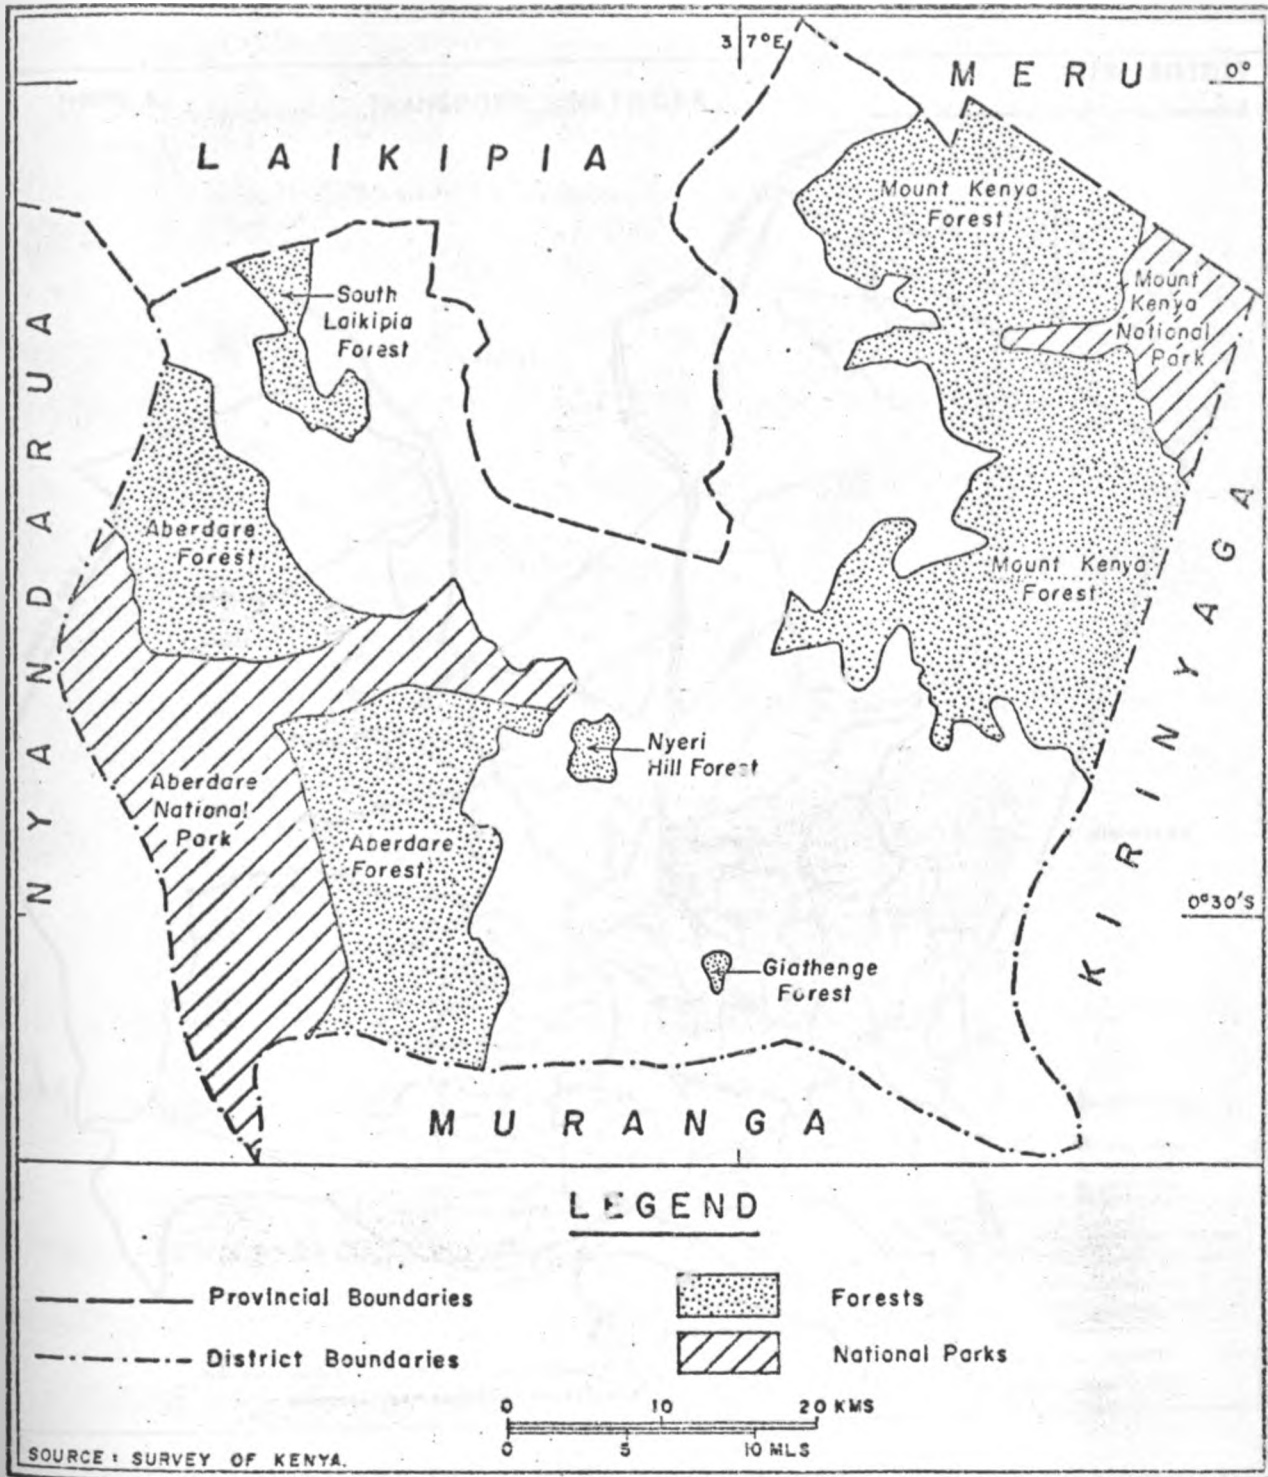 37°E
MERU
0°
LAIKIPIA
Mount Kenya
Forest
South
Laikipia
Forest
Mount
Kenya
National
Park
NYANDARUA
Aberdare
Forest
Mount Kenya
Forest
KIRINYAGA
Nyeri
Hill Forest
Aberdare
National
Park
Aberdare
Forest
0°30'S
Giathenge
Forest
MURANGA
LEGEND
Provincial Boundaries
Forests
District Boundaries
National Parks
0 10 20 KMS
0 5 10 MLS
SOURCE: SURVEY OF KENYA.